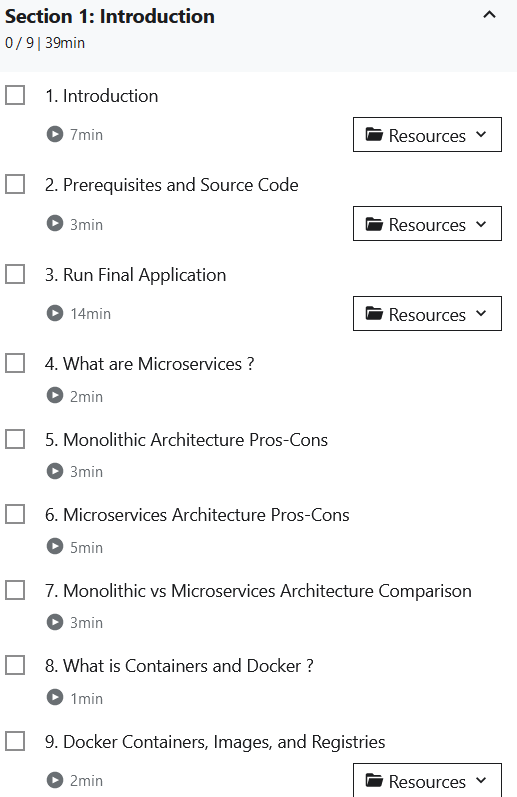 Section 1: Introduction
0 / 9 | 39min
1. Introduction
7min
Resources
2. Prerequisites and Source Code
3min
Resources
3. Run Final Application
14min
Resources
4. What are Microservices ?
2min
5. Monolithic Architecture Pros-Cons
3min
6. Microservices Architecture Pros-Cons
5min
7. Monolithic vs Microservices Architecture Comparison
3min
8. What is Containers and Docker ?
1min
9. Docker Containers, Images, and Registries
2min
Resources